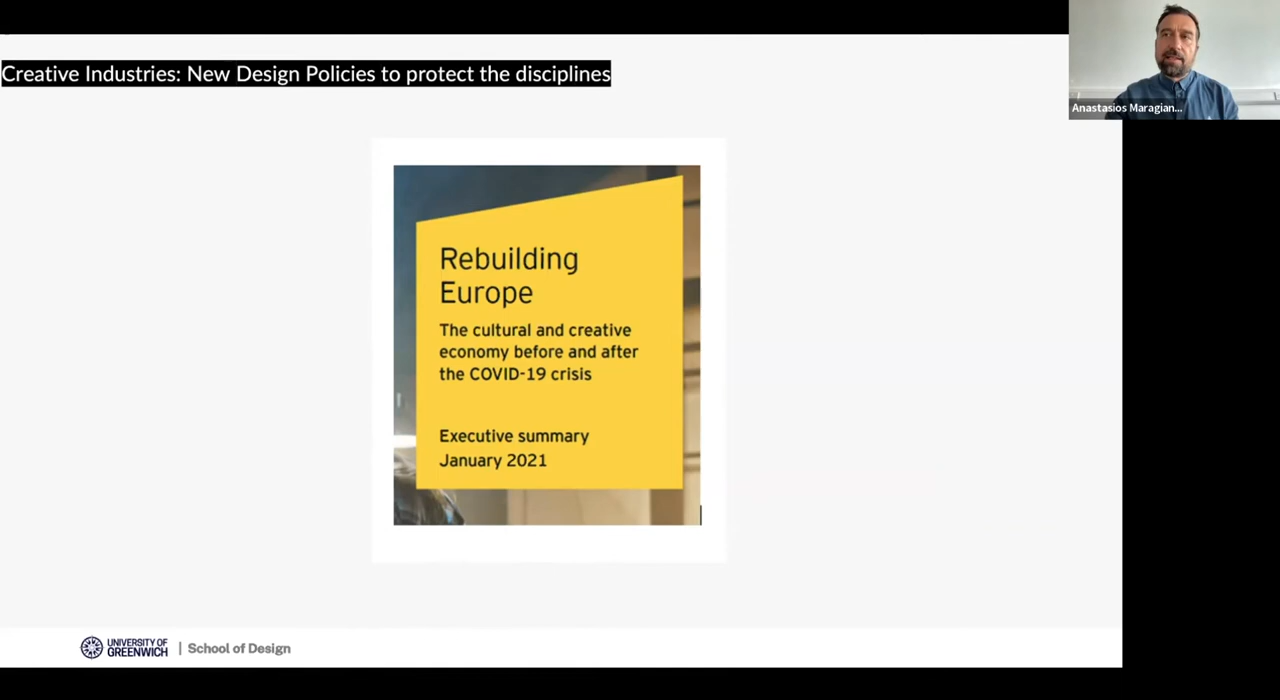 Creative Industries: New Design Policies to protect the disciplines
Anastasios Maragian...
Rebuilding
Europe
The cultural and creative
economy before and after
the COVID-19 crisis
Executive summary
January 2021
UNIVERSITY OF
GREENWICH
| School of Design